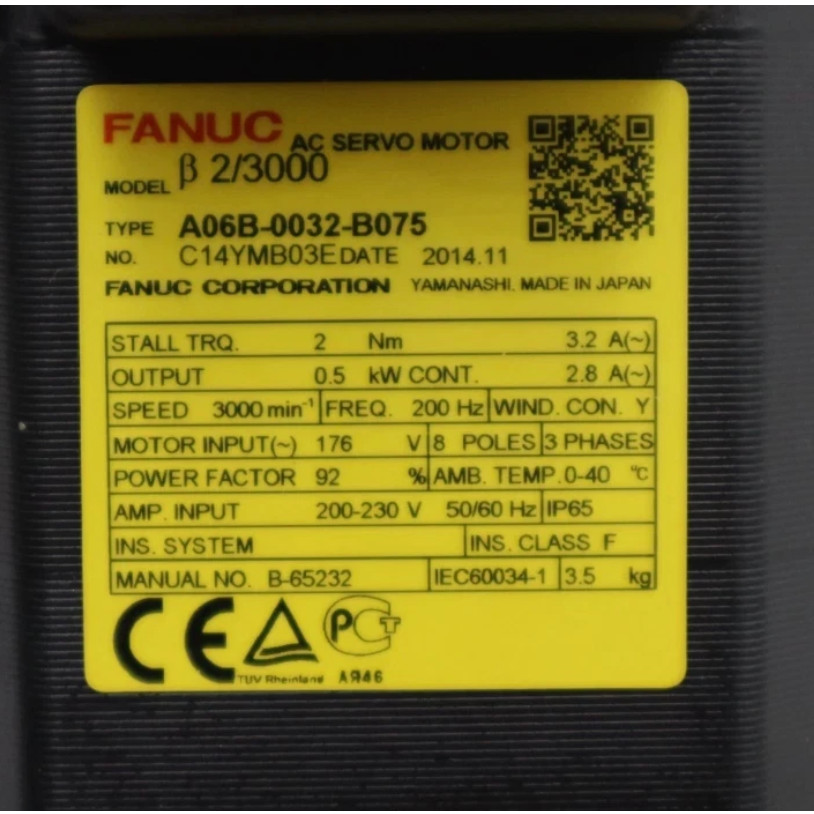 FANUC AC SERVO MOTOR
MODEL β 2/3000
TYPE A06B-0032-B075
NO. C14YMB03E DATE 2014.11
FANUC CORPORATION YAMANASHI. MADE IN JAPAN
STALL TRQ. 2 Nm 3.2 A(~)
OUTPUT 0.5 kW CONT. 2.8 A(~)
SPEED 3000 min⁻¹ FREQ. 200 Hz WIND. CON. Y
MOTOR INPUT(~) 176 V 8 POLES 3 PHASES
POWER FACTOR 92 % AMB. TEMP. 0-40 °C
AMP. INPUT 200-230 V 50/60 Hz IP65
INS. SYSTEM INS. CLASS F
MANUAL NO. B-65232 IEC60034-1 3.5 kg
CE PCT
TUV Rheinland АЯ46